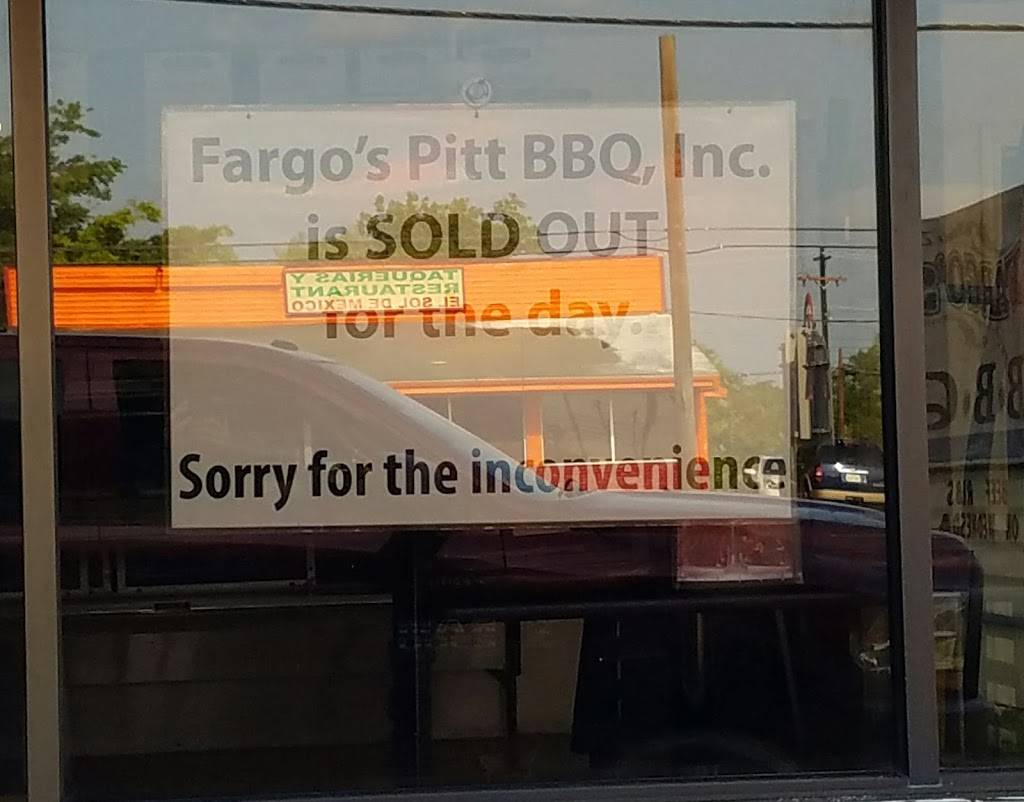 Fargo's Pitt BBQ, Inc.
is SOLD OUT
for the day.
Sorry for the inconvenience
TAQUERIAS Y
RESTAURANT
EL SOL DE MEXICO